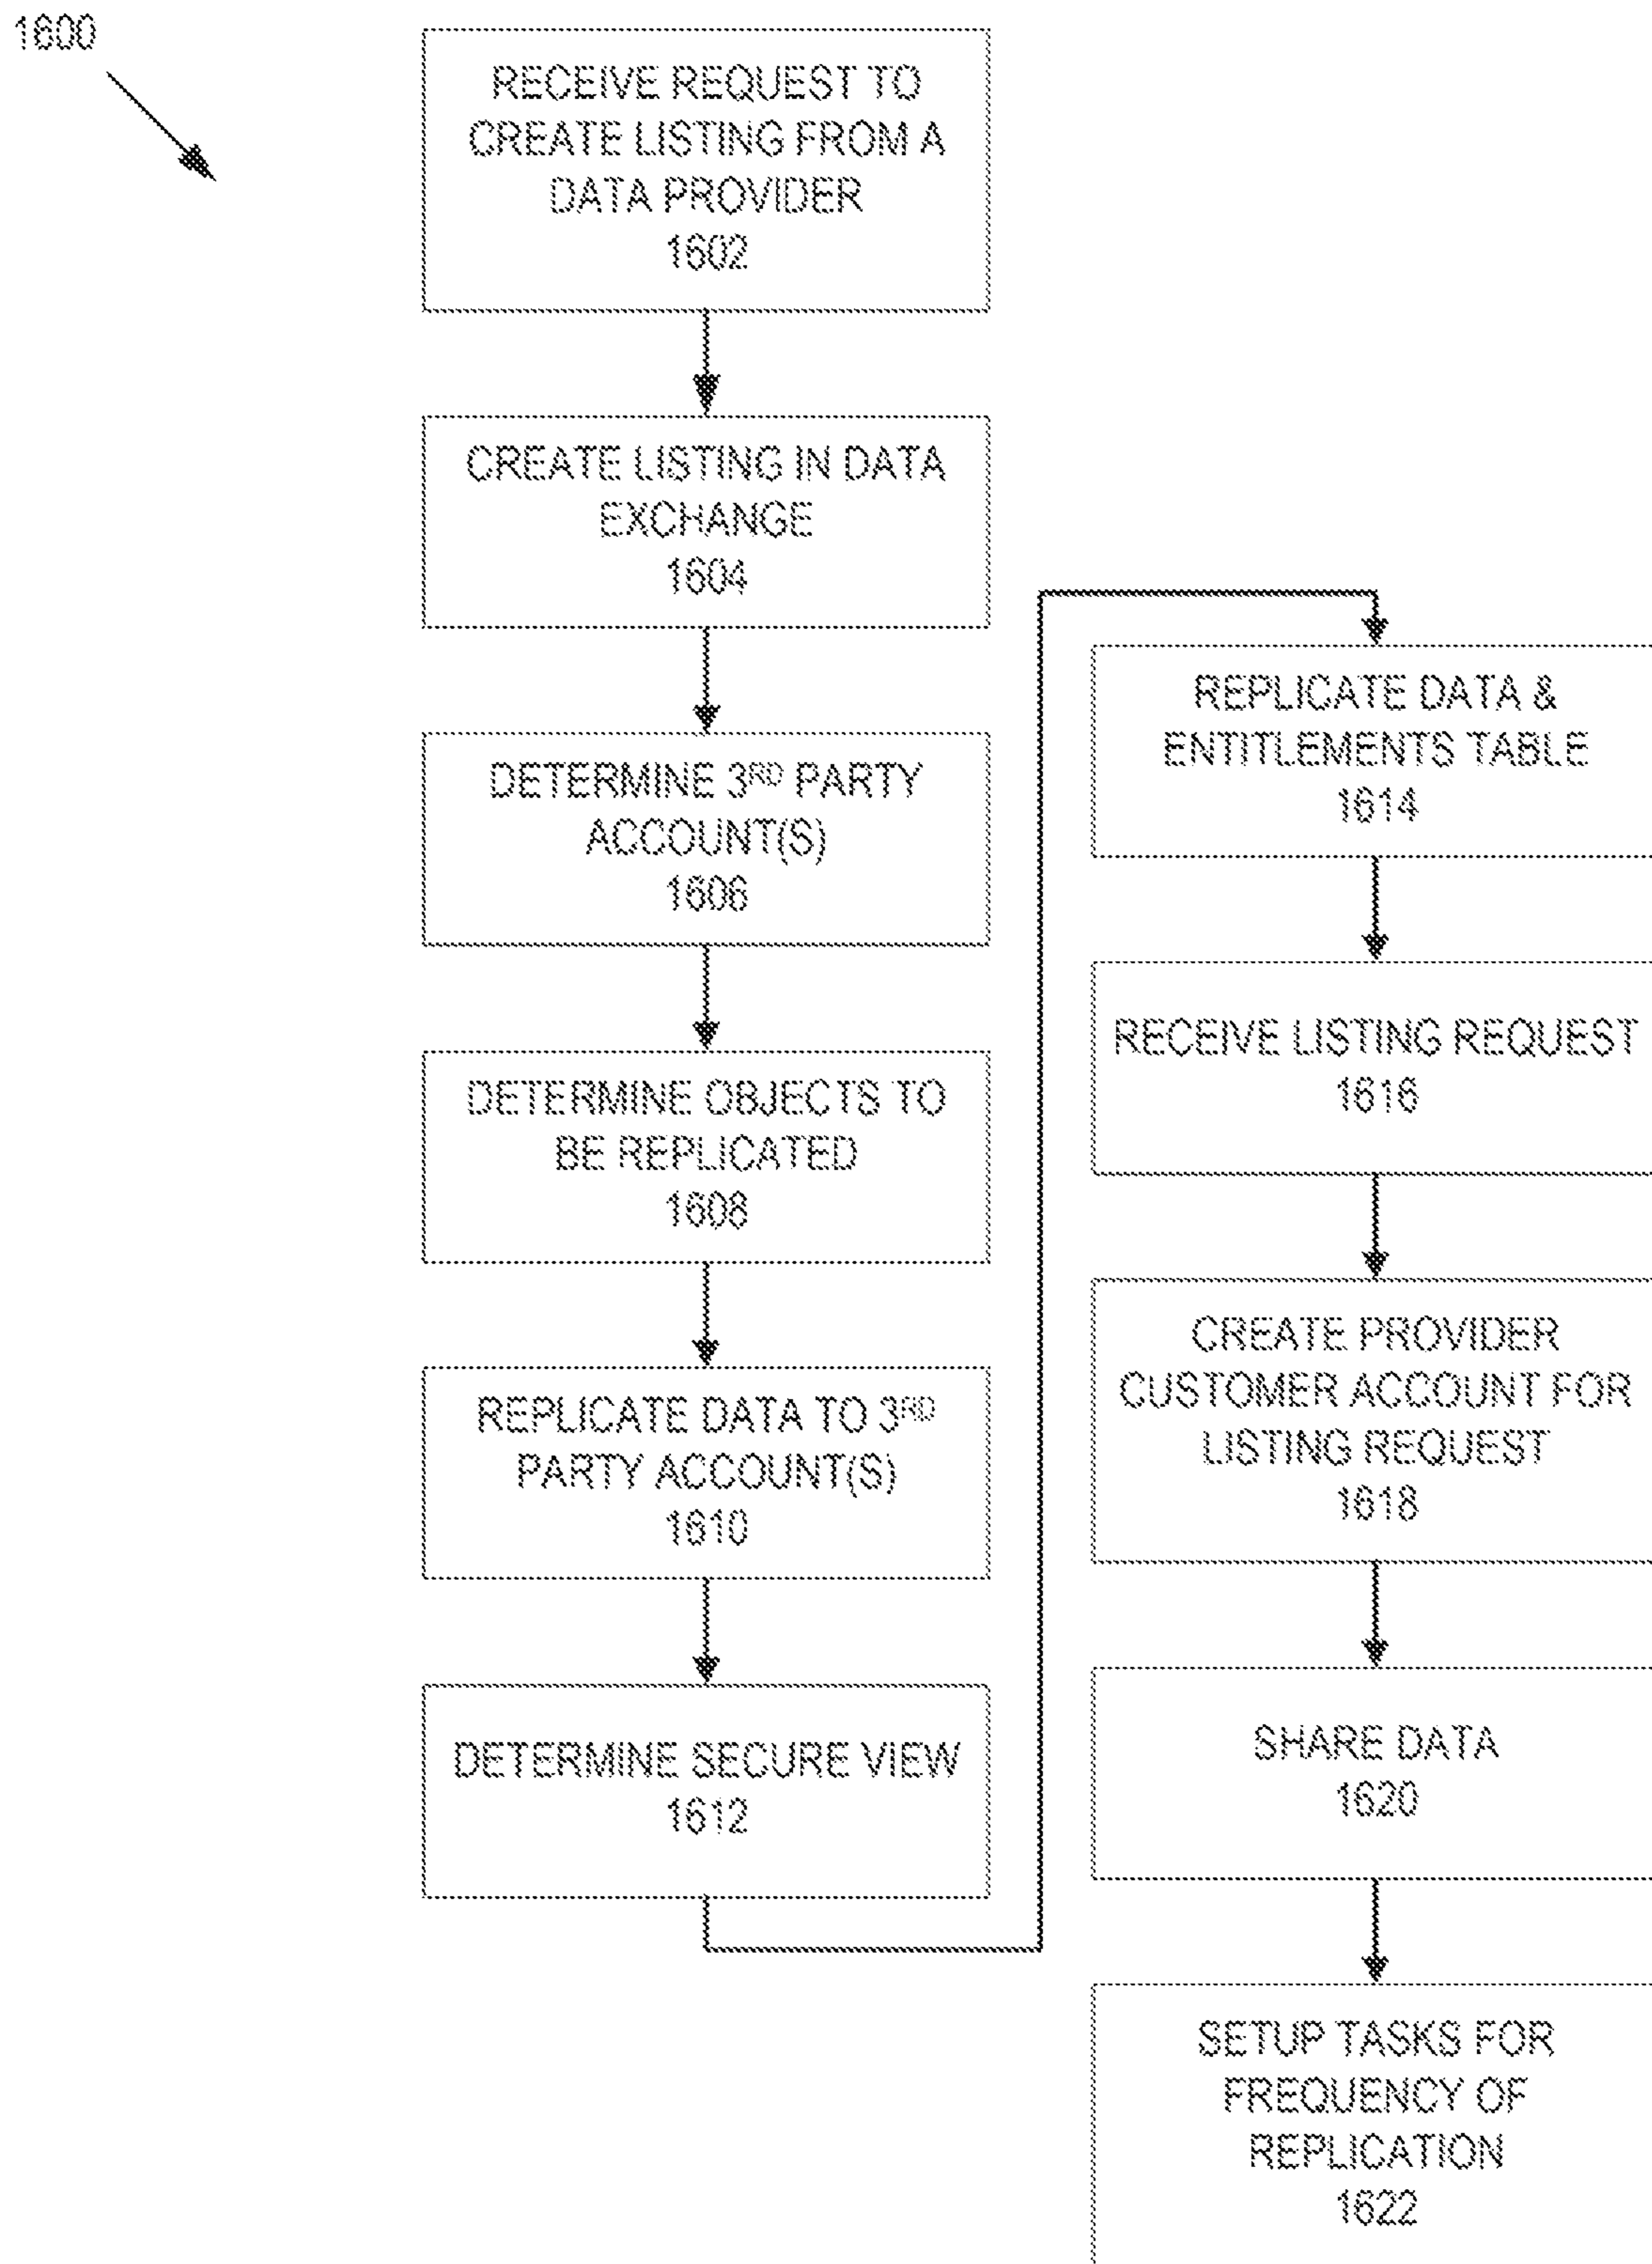 1600
RECEIVE REQUEST TO
CREATE LISTING FROM A
DATA PROVIDER
1602
CREATE LISTING IN DATA
EXCHANGE
1604
DETERMINE 3RD PARTY
ACCOUNT(S)
1606
DETERMINE OBJECTS TO
BE REPLICATED
1608
REPLICATE DATA TO 3RD
PARTY ACCOUNT(S)
1610
DETERMINE SECURE VIEW
1612
REPLICATE DATA &
ENTITLEMENTS TABLE
1614
RECEIVE LISTING REQUEST
1616
CREATE PROVIDER
CUSTOMER ACCOUNT FOR
LISTING REQUEST
1618
SHARE DATA
1620
SETUP TASKS FOR
FREQUENCY OF
REPLICATION
1622